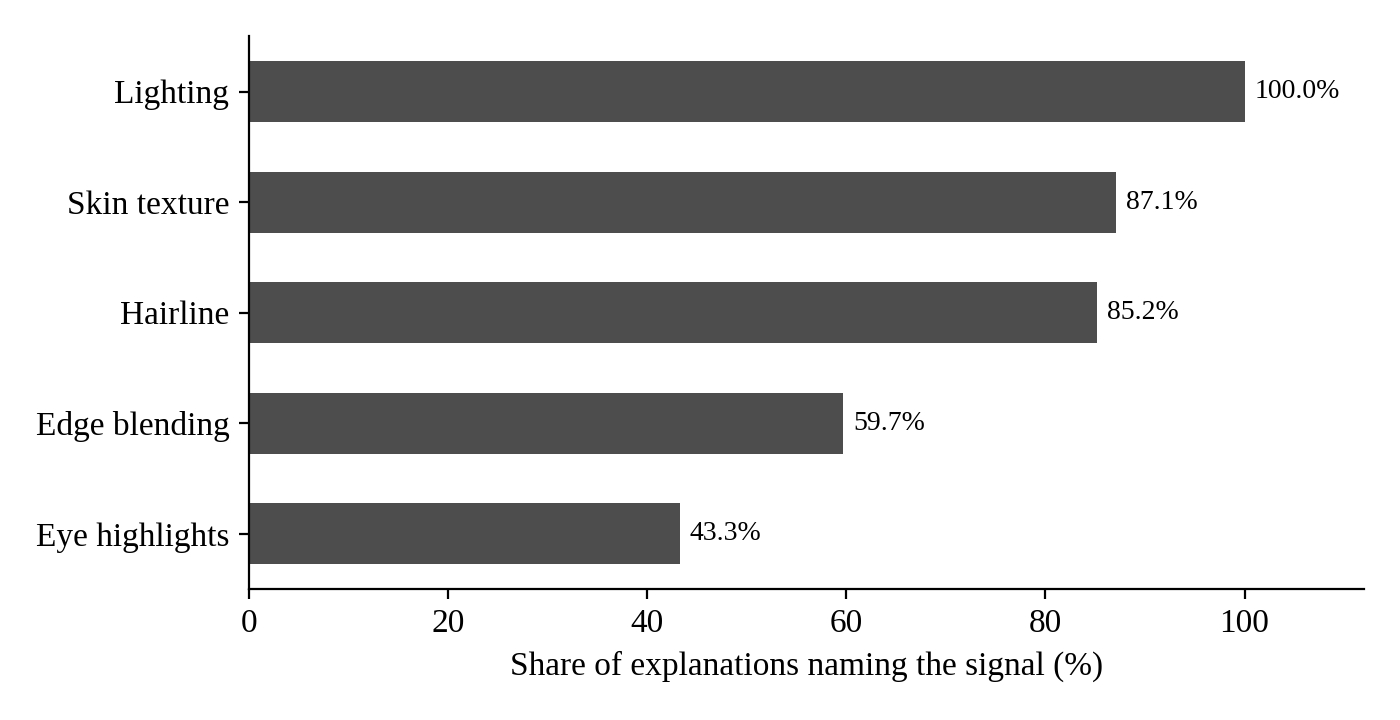 Lighting 100.0%
Skin texture 87.1%
Hairline 85.2%
Edge blending 59.7%
Eye highlights 43.3%
0 20 40 60 80 100
Share of explanations naming the signal (%)